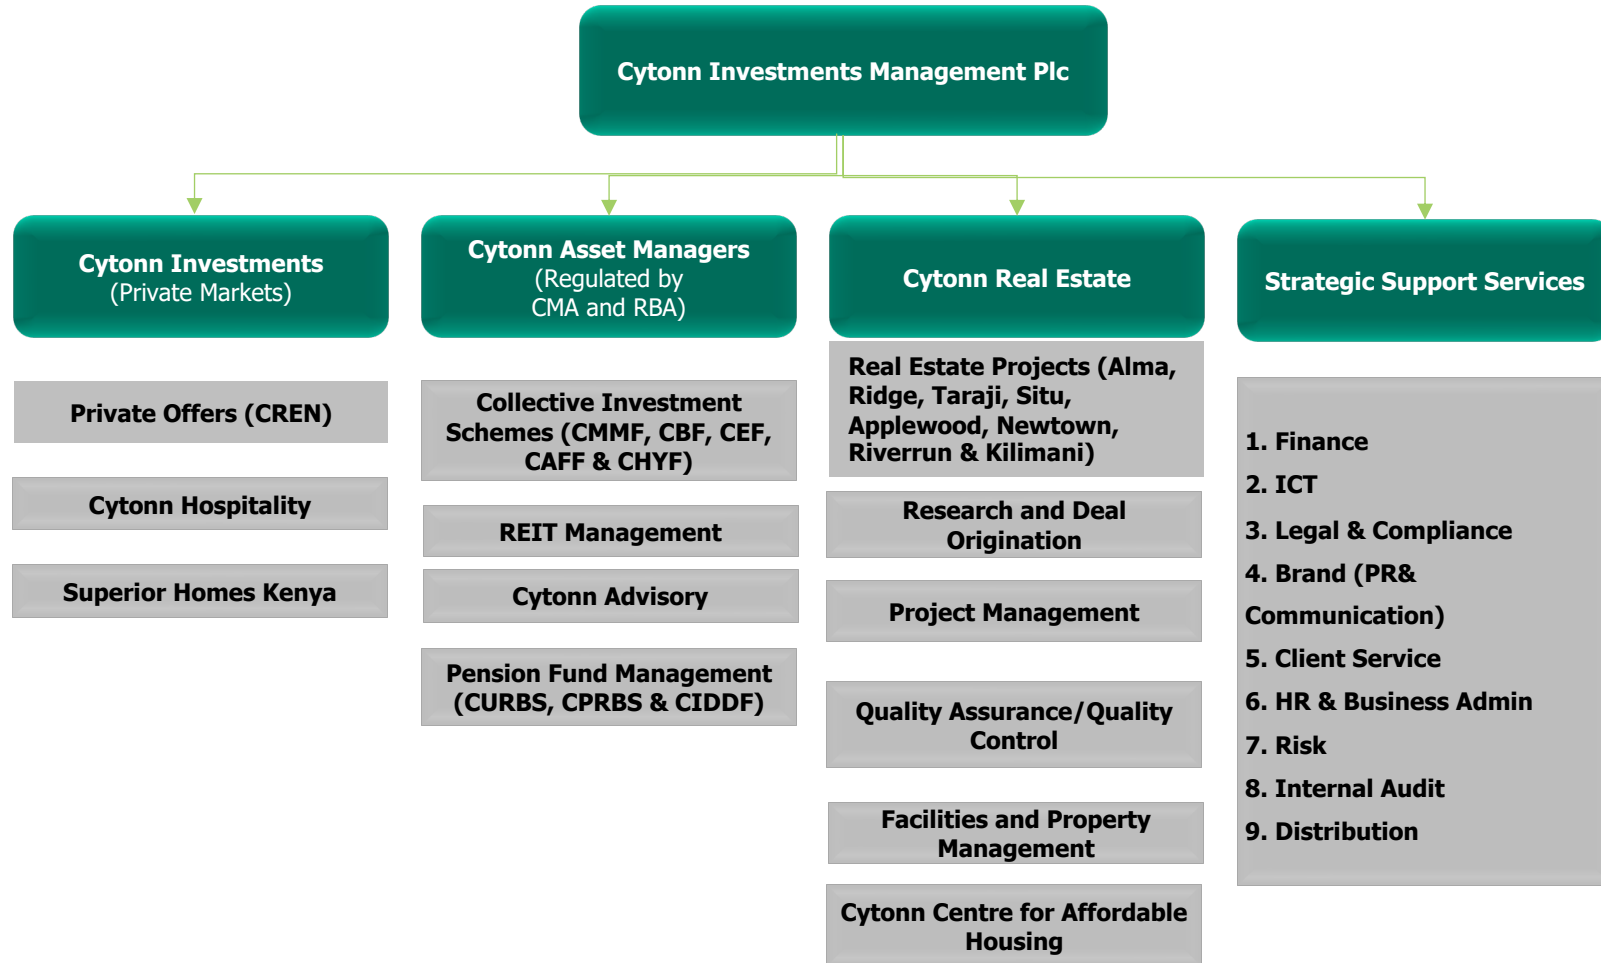 Cytonn Investments Management Plc
Cytonn Investments
(Private Markets)
Private Offers (CREN)
Cytonn Hospitality
Superior Homes Kenya
Cytonn Asset Managers
(Regulated by
CMA and RBA)
Collective Investment
Schemes (CMMF, CBF, CEF,
CAFF & CHYF)
REIT Management
Cytonn Advisory
Pension Fund Management
(CURBS, CPRBS & CIDDF)
Cytonn Real Estate
Real Estate Projects (Alma,
Ridge, Taraji, Situ,
Applewood, Newtown,
Riverrun & Kilimani)
Research and Deal
Origination
Project Management
Quality Assurance/Quality
Control
Facilities and Property
Management
Cytonn Centre for Affordable
Housing
Strategic Support Services
1. Finance
2. ICT
3. Legal & Compliance
4. Brand (PR&
Communication)
5. Client Service
6. HR & Business Admin
7. Risk
8. Internal Audit
9. Distribution